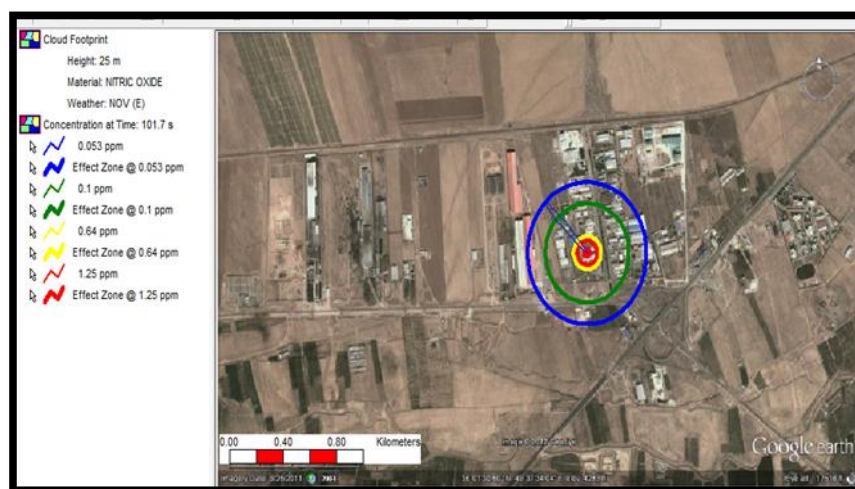 Cloud Footprint
Height: 25 m
Material: NITRIC OXIDE
Weather: NOV (E)
Concentration at Time: 101.7 s
0.053 ppm
Effect Zone @ 0.053 ppm
0.1 ppm
Effect Zone @ 0.1 ppm
0.64 ppm
Effect Zone @ 0.64 ppm
1.25 ppm
Effect Zone @ 1.25 ppm
0.00 0.40 0.80 Kilometers
Google earth